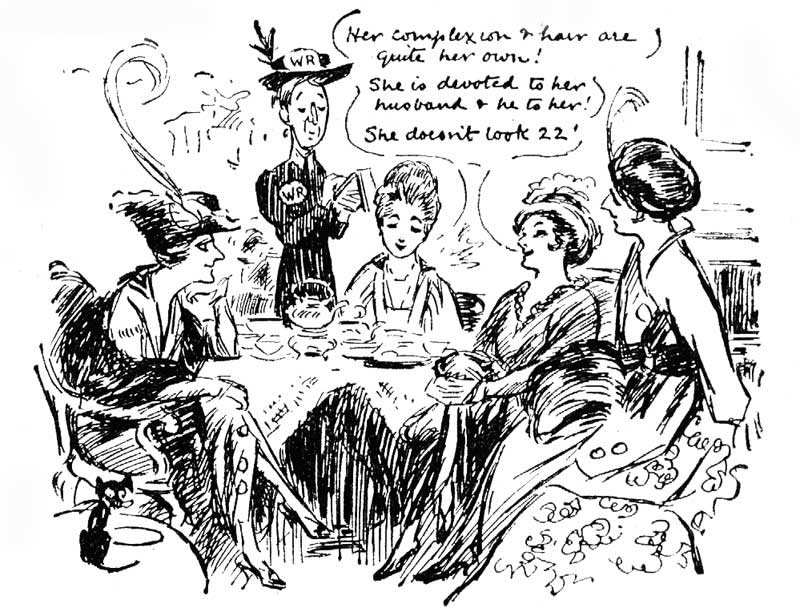 WR
Her complexion & hair are
quite her own!
She is devoted to her
husband & he to her!
She doesn't look 22!
WR